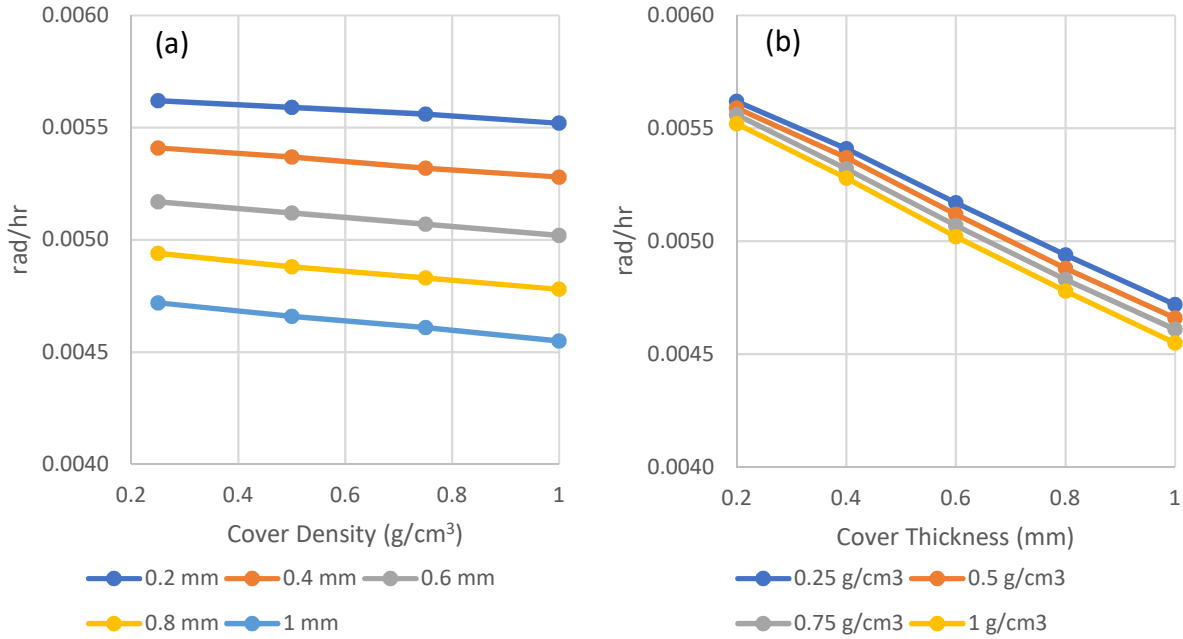 (a)
rad/hr
0.0060
0.0055
0.0050
0.0045
0.0040
0.2 0.4 0.6 0.8 1
Cover Density (g/cm³)
0.2 mm 0.4 mm 0.6 mm
0.8 mm 1 mm
(b)
rad/hr
0.0060
0.0055
0.0050
0.0045
0.0040
0.2 0.4 0.6 0.8 1
Cover Thickness (mm)
0.25 g/cm3 0.5 g/cm3
0.75 g/cm3 1 g/cm3